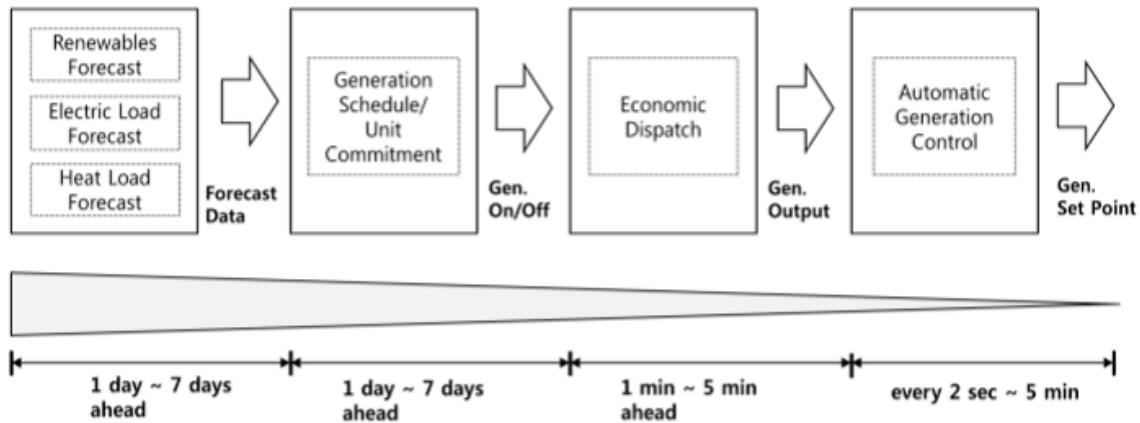 Renewables
Forecast
Electric Load
Forecast
Heat Load
Forecast
Forecast
Data
Generation
Schedule/
Unit
Commitment
Gen.
On/Off
Economic
Dispatch
Gen.
Output
Automatic
Generation
Control
Gen.
Set Point
1 day ~ 7 days
ahead
1 day ~ 7 days
ahead
1 min ~ 5 min
ahead
every 2 sec ~ 5 min